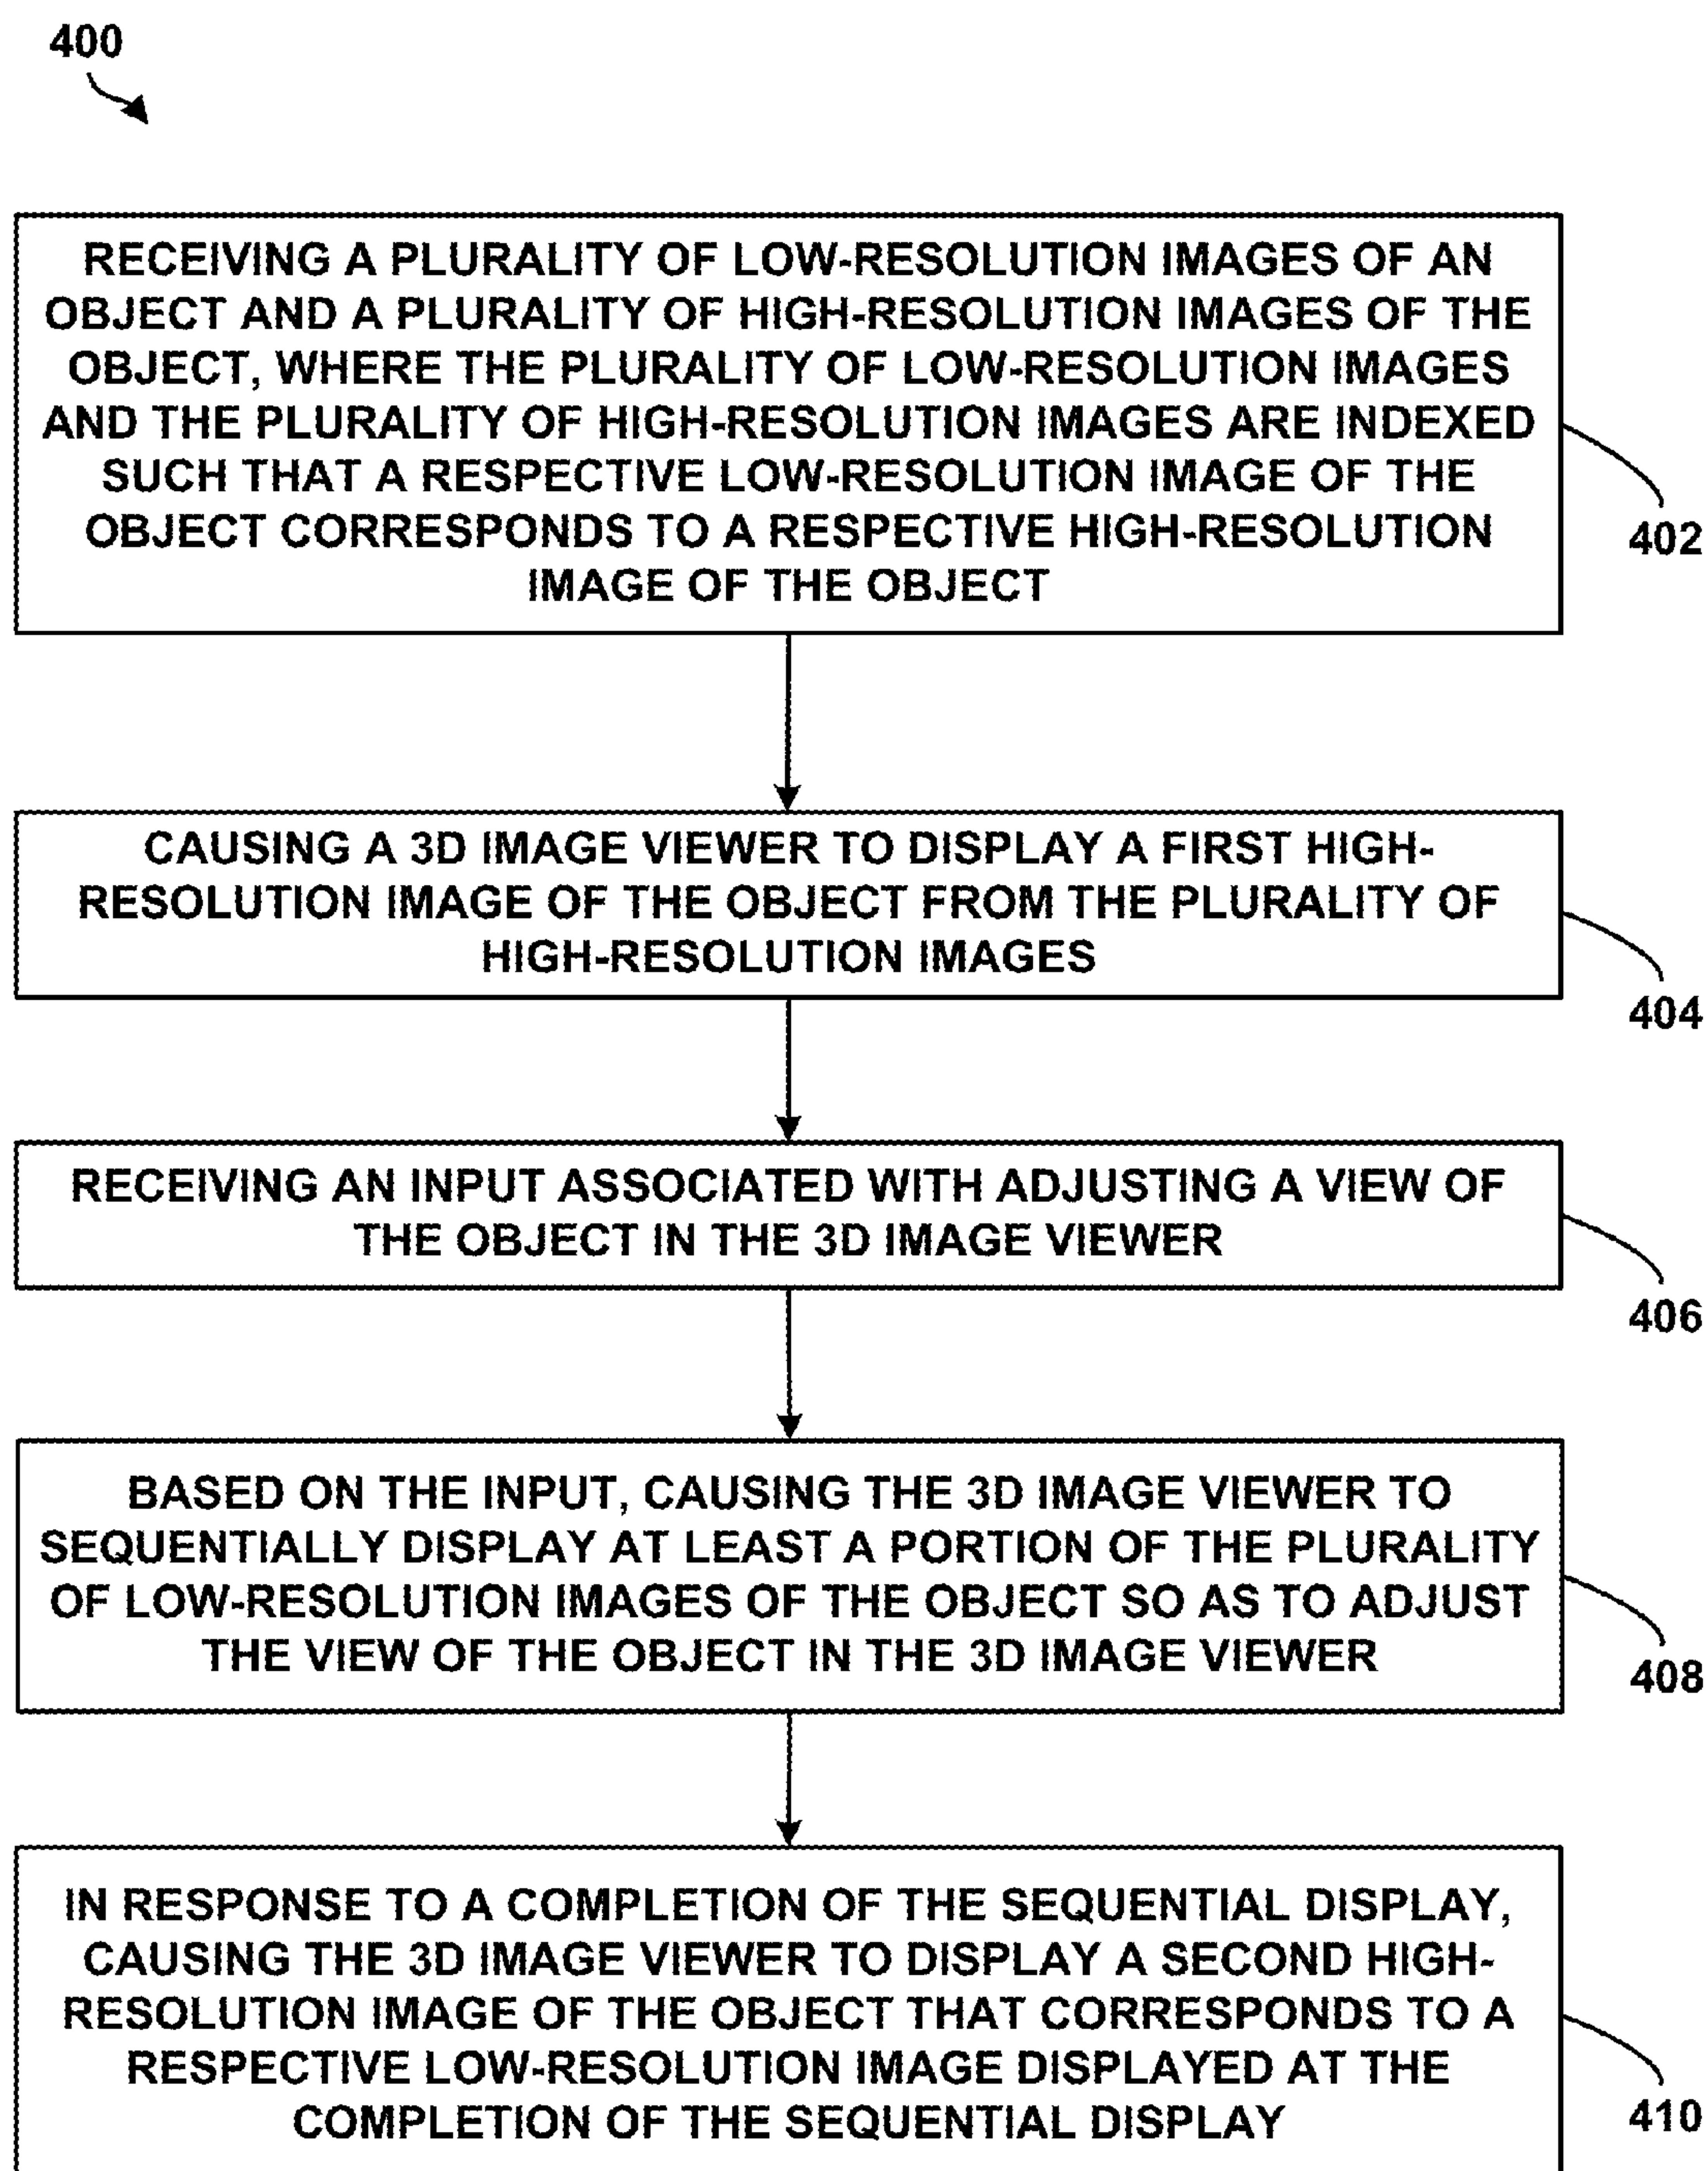 400
RECEIVING A PLURALITY OF LOW-RESOLUTION IMAGES OF AN
OBJECT AND A PLURALITY OF HIGH-RESOLUTION IMAGES OF THE
OBJECT, WHERE THE PLURALITY OF LOW-RESOLUTION IMAGES
AND THE PLURALITY OF HIGH-RESOLUTION IMAGES ARE INDEXED
SUCH THAT A RESPECTIVE LOW-RESOLUTION IMAGE OF THE
OBJECT CORRESPONDS TO A RESPECTIVE HIGH-RESOLUTION
IMAGE OF THE OBJECT
402
CAUSING A 3D IMAGE VIEWER TO DISPLAY A FIRST HIGH-
RESOLUTION IMAGE OF THE OBJECT FROM THE PLURALITY OF
HIGH-RESOLUTION IMAGES
404
RECEIVING AN INPUT ASSOCIATED WITH ADJUSTING A VIEW OF
THE OBJECT IN THE 3D IMAGE VIEWER
406
BASED ON THE INPUT, CAUSING THE 3D IMAGE VIEWER TO
SEQUENTIALLY DISPLAY AT LEAST A PORTION OF THE PLURALITY
OF LOW-RESOLUTION IMAGES OF THE OBJECT SO AS TO ADJUST
THE VIEW OF THE OBJECT IN THE 3D IMAGE VIEWER
408
IN RESPONSE TO A COMPLETION OF THE SEQUENTIAL DISPLAY,
CAUSING THE 3D IMAGE VIEWER TO DISPLAY A SECOND HIGH-
RESOLUTION IMAGE OF THE OBJECT THAT CORRESPONDS TO A
RESPECTIVE LOW-RESOLUTION IMAGE DISPLAYED AT THE
COMPLETION OF THE SEQUENTIAL DISPLAY
410